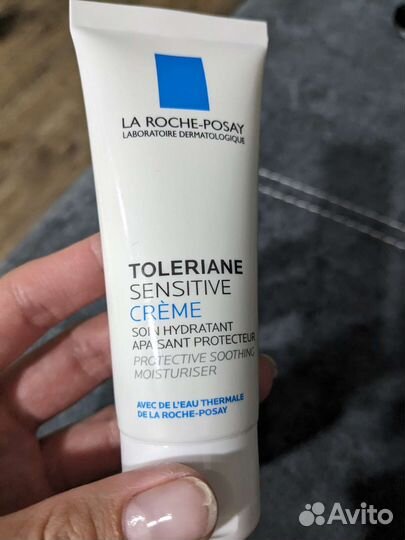 LA ROCHE-POSAY
LABORATOIRE DERMATOLOGIQUE
TOLERIANE
SENSITIVE
CRÈME
SOIN HYDRATANT
APAISANT PROTECTEUR
PROTECTIVE SOOTHING
MOISTURISER
AVEC DE L'EAU THERMALE
DE LA ROCHE-POSAY
Avito